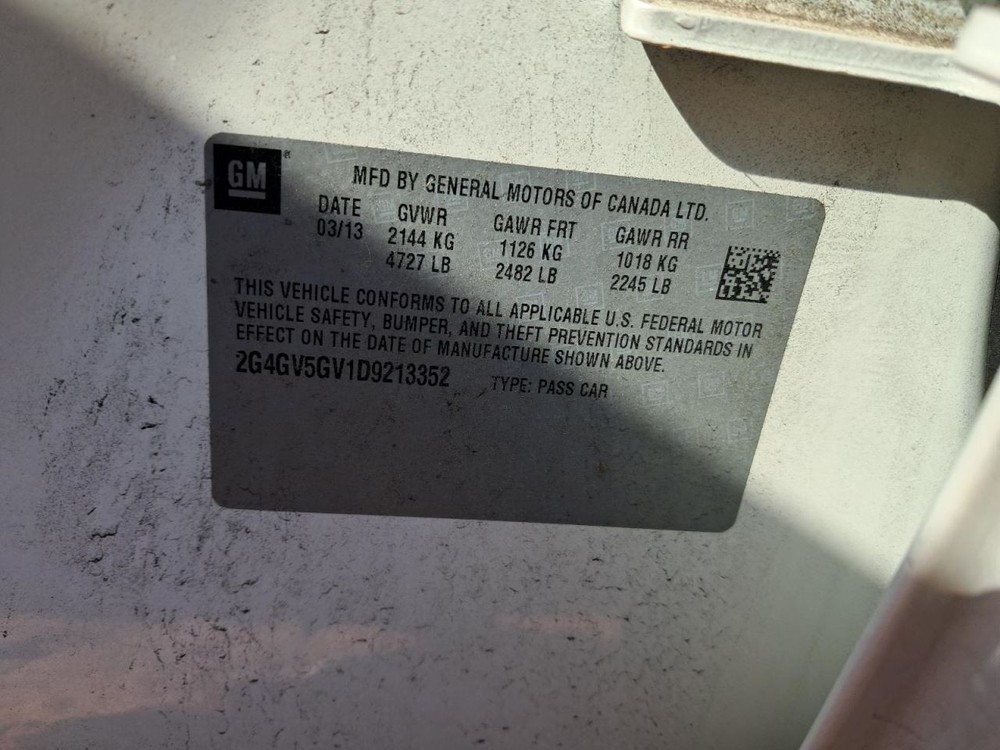 GM
MFD BY GENERAL MOTORS OF CANADA LTD.
DATE GVWR GAWR FRT GAWR RR
03/13 2144 KG 1126 KG 1018 KG
4727 LB 2482 LB 2245 LB
THIS VEHICLE CONFORMS TO ALL APPLICABLE U.S. FEDERAL MOTOR
VEHICLE SAFETY, BUMPER, AND THEFT PREVENTION STANDARDS IN
EFFECT ON THE DATE OF MANUFACTURE SHOWN ABOVE.
2G4GV5GV1D9213352 TYPE: PASS CAR